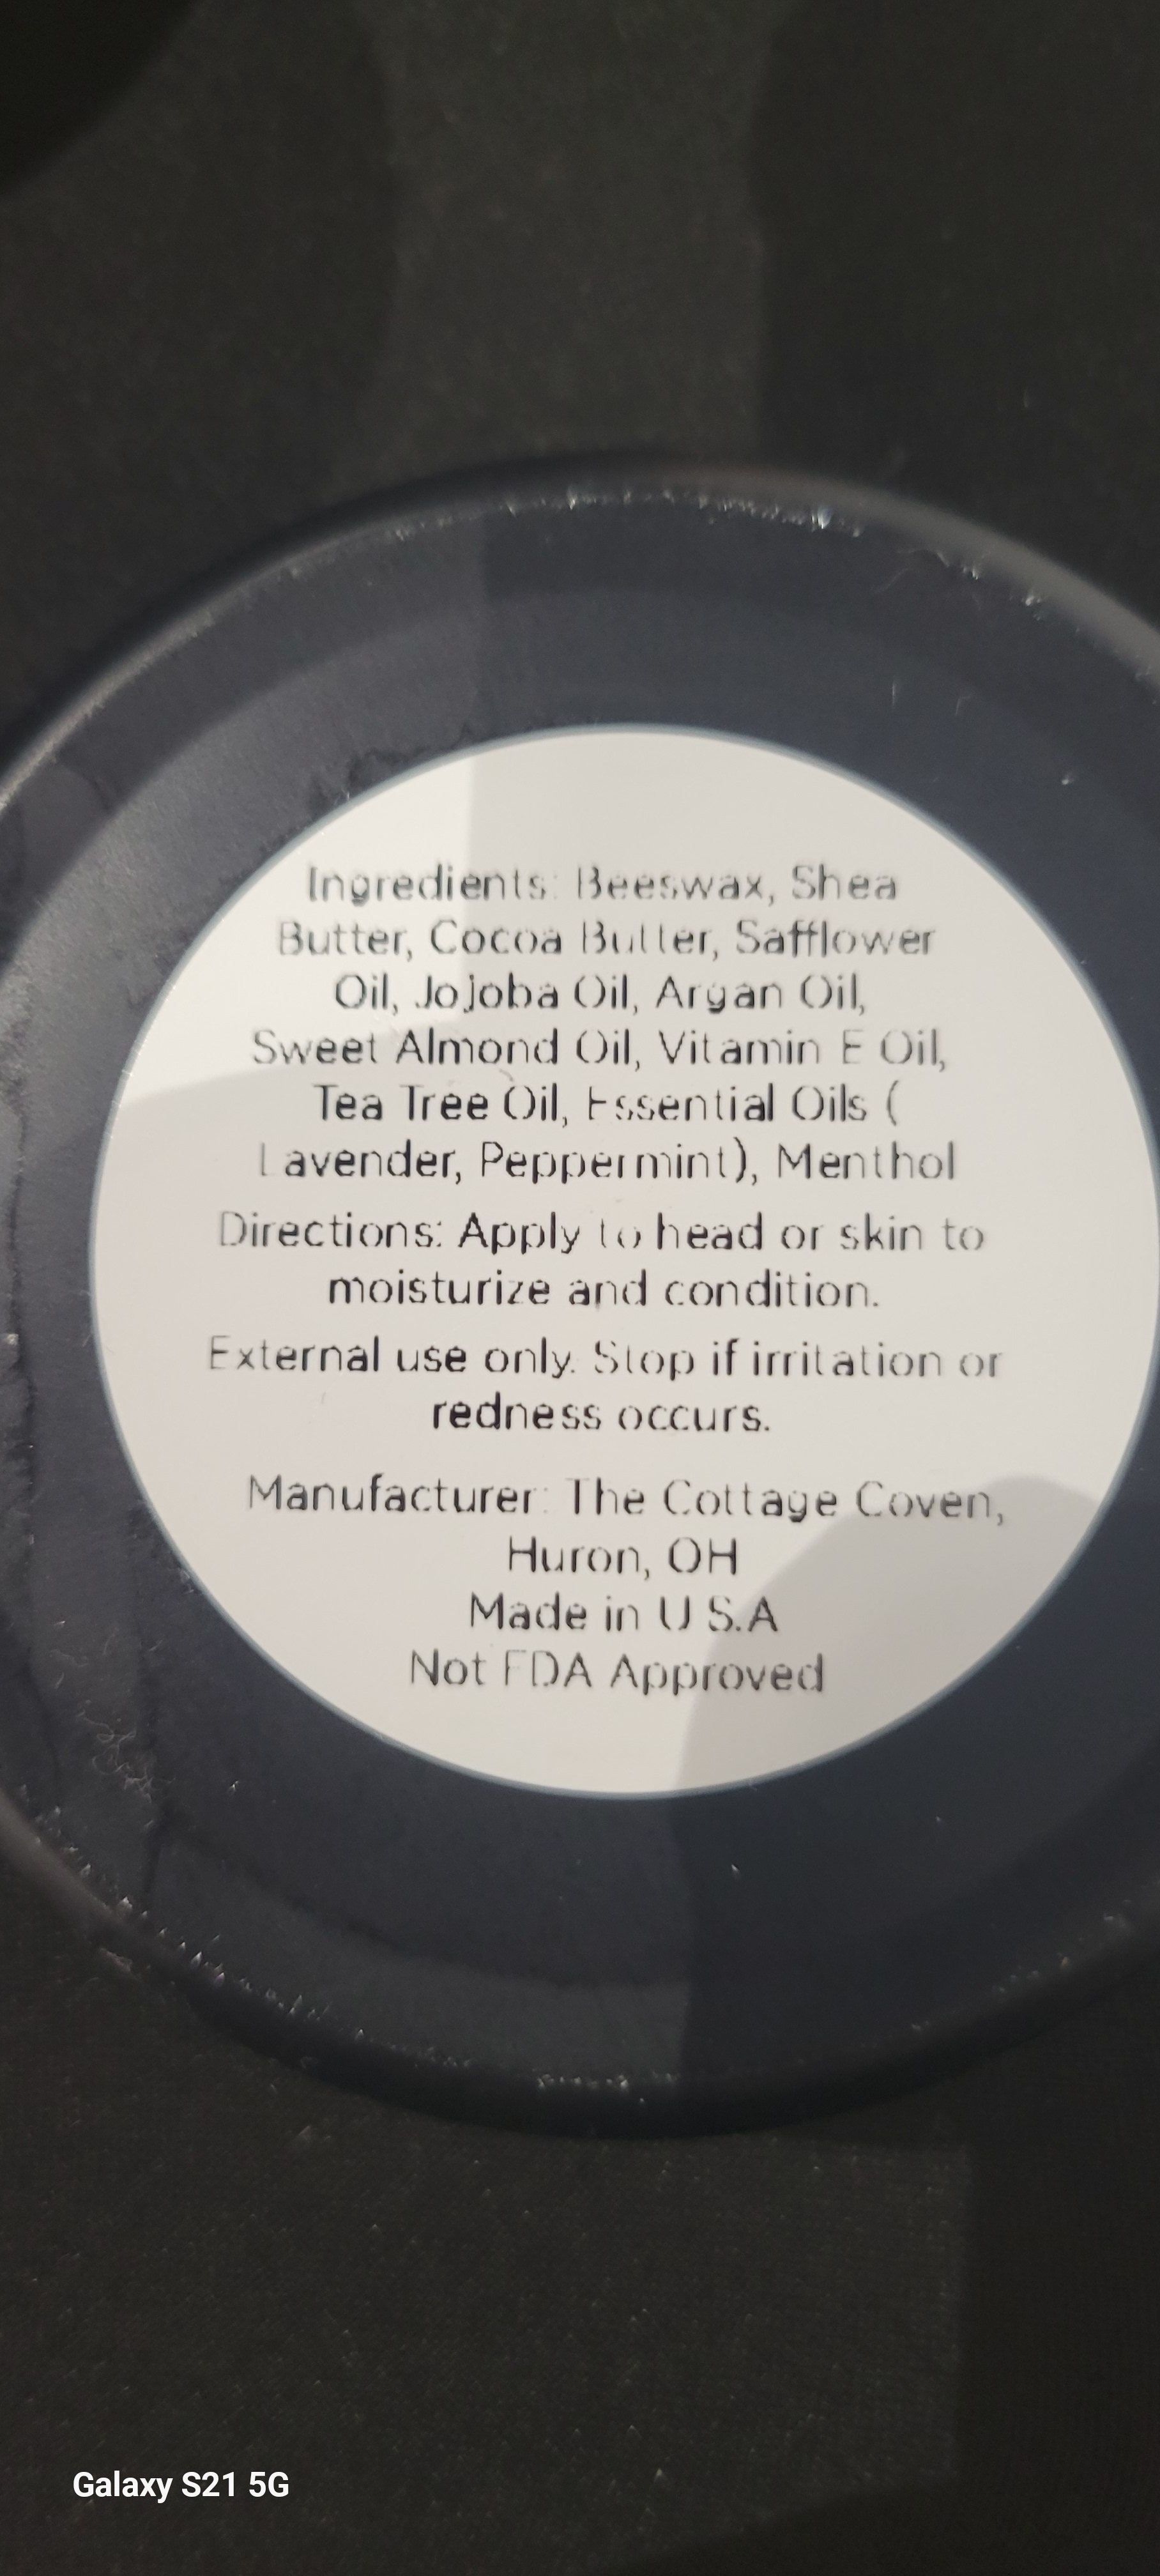 Ingredients: Beeswax, Shea
Butter, Cocoa Butter, Safflower
Oil, Jojoba Oil, Argan Oil,
Sweet Almond Oil, Vitamin E Oil,
Tea Tree Oil, Essential Oils (
Lavender, Peppermint), Menthol
Directions: Apply to head or skin to
moisturize and condition.
External use only. Stop if irritation or
redness occurs.
Manufacturer: The Cottage Coven,
Huron, OH
Made in U S.A
Not FDA Approved
Galaxy S21 5G